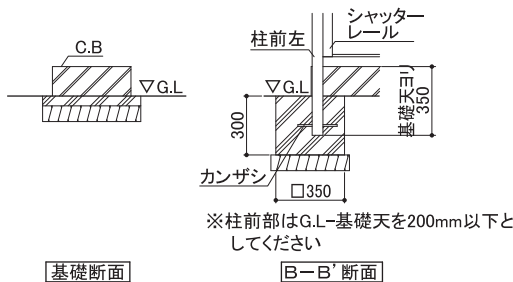 C.B
▽G.L
基礎断面
シャッター
レール
柱前左
▽G.L
基礎天ヨリ
350
300
カンザシ
□350
※柱前部はG.L-基礎天を200mm以下と
してください
B-B'断面